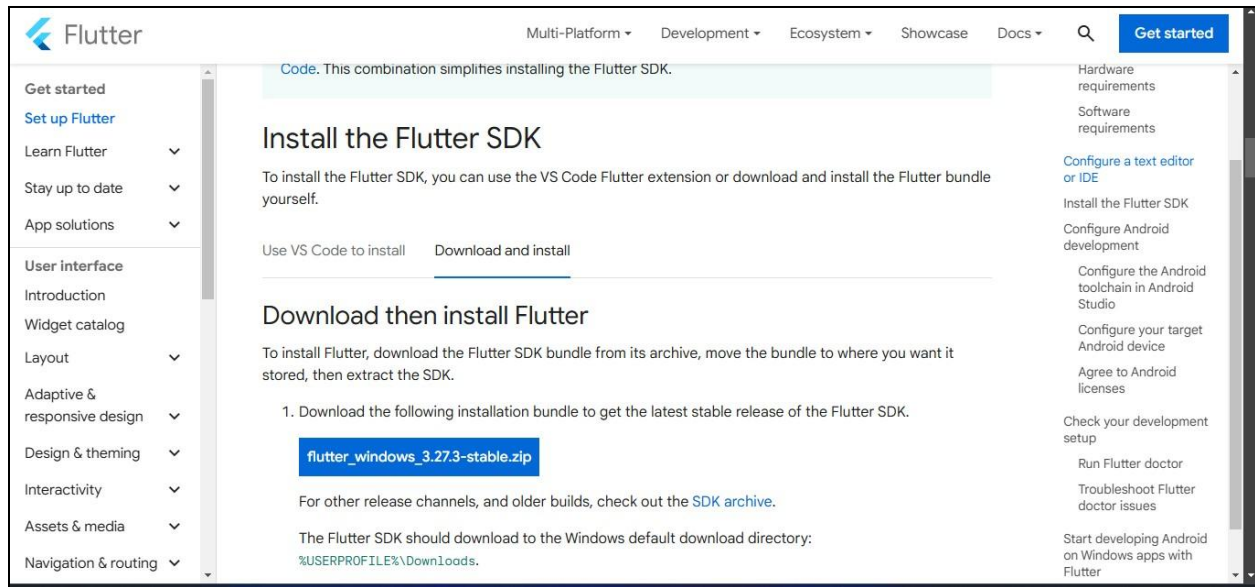 Flutter
Multi-Platform
Development
Ecosystem
Showcase
Docs
Get started
Get started
Set up Flutter
Learn Flutter
Stay up to date
App solutions
User interface
Introduction
Widget catalog
Layout
Adaptive &
responsive design
Design & theming
Interactivity
Assets & media
Navigation & routing
Code. This combination simplifies installing the Flutter SDK.
Install the Flutter SDK
To install the Flutter SDK, you can use the VS Code Flutter extension or download and install the Flutter bundle
yourself.
Use VS Code to install
Download and install
Download then install Flutter
To install Flutter, download the Flutter SDK bundle from its archive, move the bundle to where you want it
stored, then extract the SDK.
1. Download the following installation bundle to get the latest stable release of the Flutter SDK.
flutter_windows_3.27.3-stable.zip
For other release channels, and older builds, check out the SDK archive.
The Flutter SDK should download to the Windows default download directory:
%USERPROFILE%\Downloads.
Hardware
requirements
Software
requirements
Configure a text editor
or IDE
Install the Flutter SDK
Configure Android
development
Configure the Android
toolchain in Android
Studio
Configure your target
Android device
Agree to Android
licenses
Check your development
setup
Run Flutter doctor
Troubleshoot Flutter
doctor issues
Start developing Android
on Windows apps with
Flutter